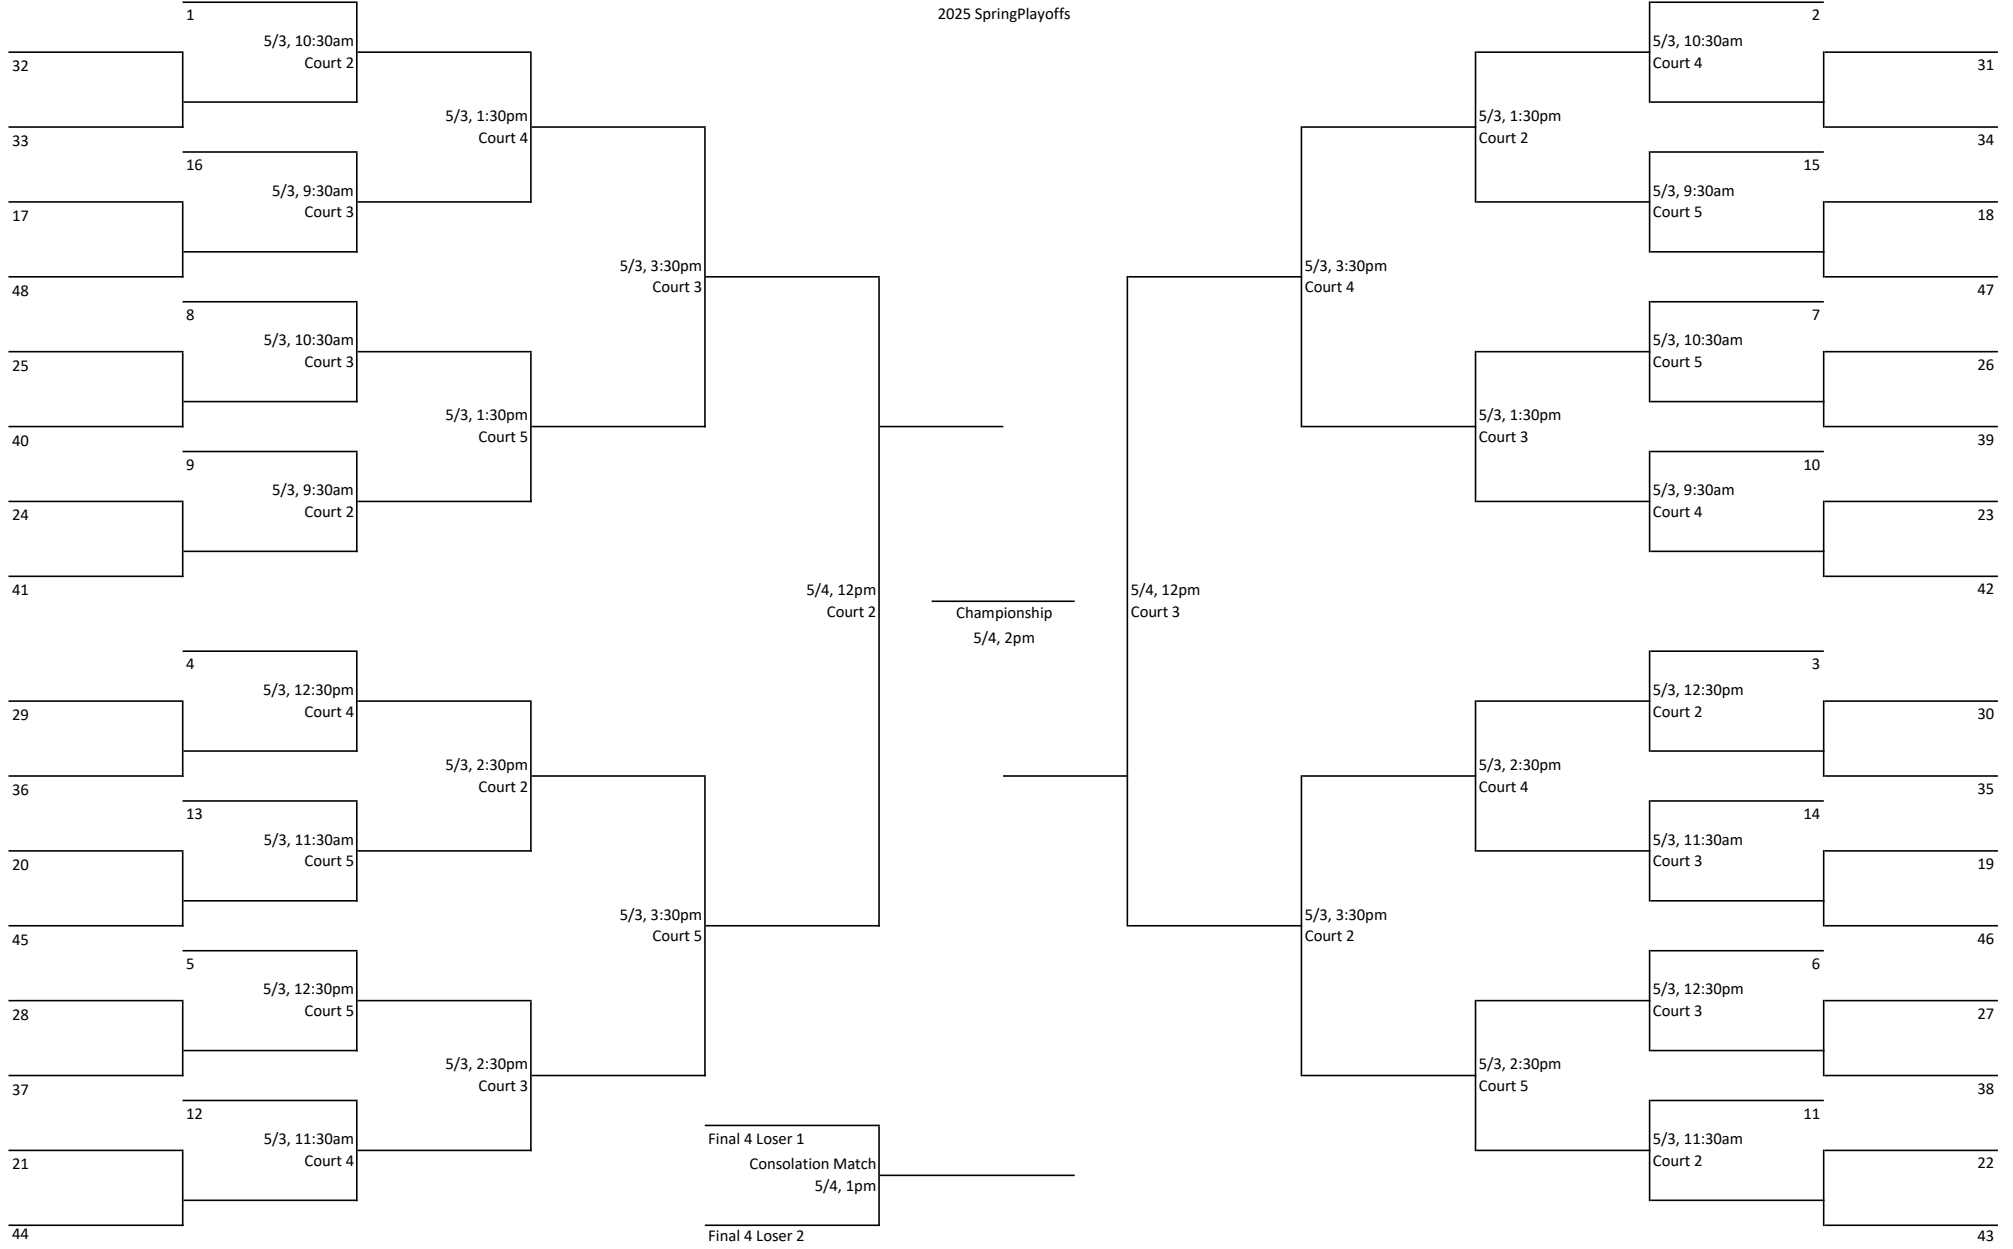 2025 SpringPlayoffs
1
5/3, 10:30am
Court 2
32
33
5/3, 1:30pm
Court 4
16
5/3, 9:30am
Court 3
17
48
5/3, 3:30pm
Court 3
8
5/3, 10:30am
Court 3
25
40
5/3, 1:30pm
Court 5
9
5/3, 9:30am
Court 2
24
41
5/4, 12pm
Court 2
4
5/3, 12:30pm
Court 4
29
36
5/3, 2:30pm
Court 2
13
5/3, 11:30am
Court 5
20
45
5/3, 3:30pm
Court 5
5
5/3, 12:30pm
Court 5
28
37
5/3, 2:30pm
Court 3
12
5/3, 11:30am
Court 4
21
44
Championship
5/4, 2pm
Final 4 Loser 1
Consolation Match
5/4, 1pm
Final 4 Loser 2
2
5/3, 10:30am
Court 4
31
34
5/3, 1:30pm
Court 2
15
5/3, 9:30am
Court 5
18
47
5/3, 3:30pm
Court 4
7
5/3, 10:30am
Court 5
26
39
5/3, 1:30pm
Court 3
10
5/3, 9:30am
Court 4
23
42
5/4, 12pm
Court 3
3
5/3, 12:30pm
Court 2
30
35
5/3, 2:30pm
Court 4
14
5/3, 11:30am
Court 3
19
46
5/3, 3:30pm
Court 2
6
5/3, 12:30pm
Court 3
27
38
5/3, 2:30pm
Court 5
11
5/3, 11:30am
Court 2
22
43